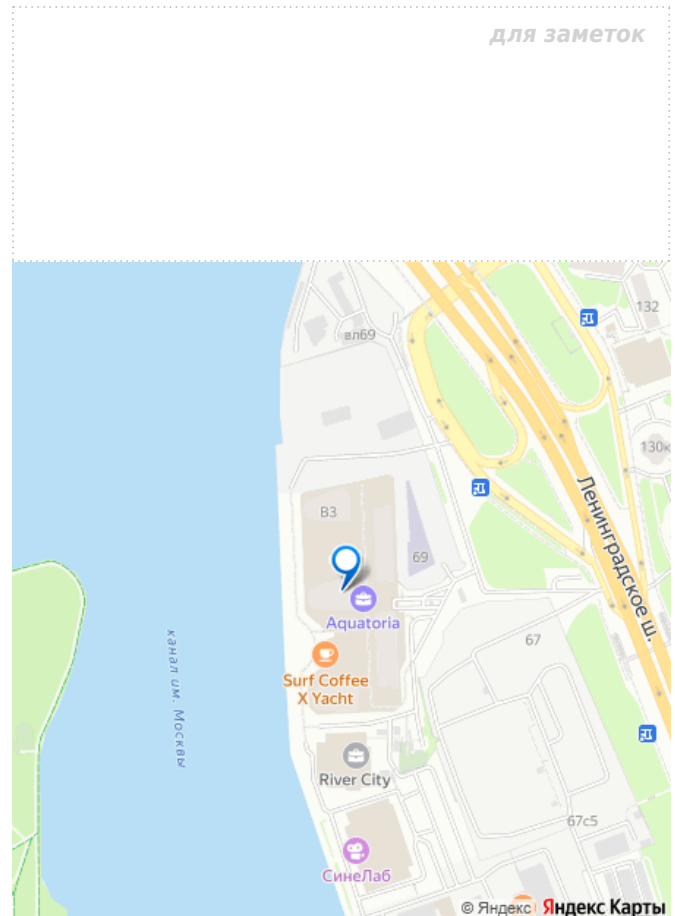 для заметок
132
вл69
130к
Ленинградское ш.
В3
69
Aquatoria
67
канал им. Москвы
Surf Coffee
X Yacht
River City
67с5
СинеЛаб
© Яндекс Яндекс Карты